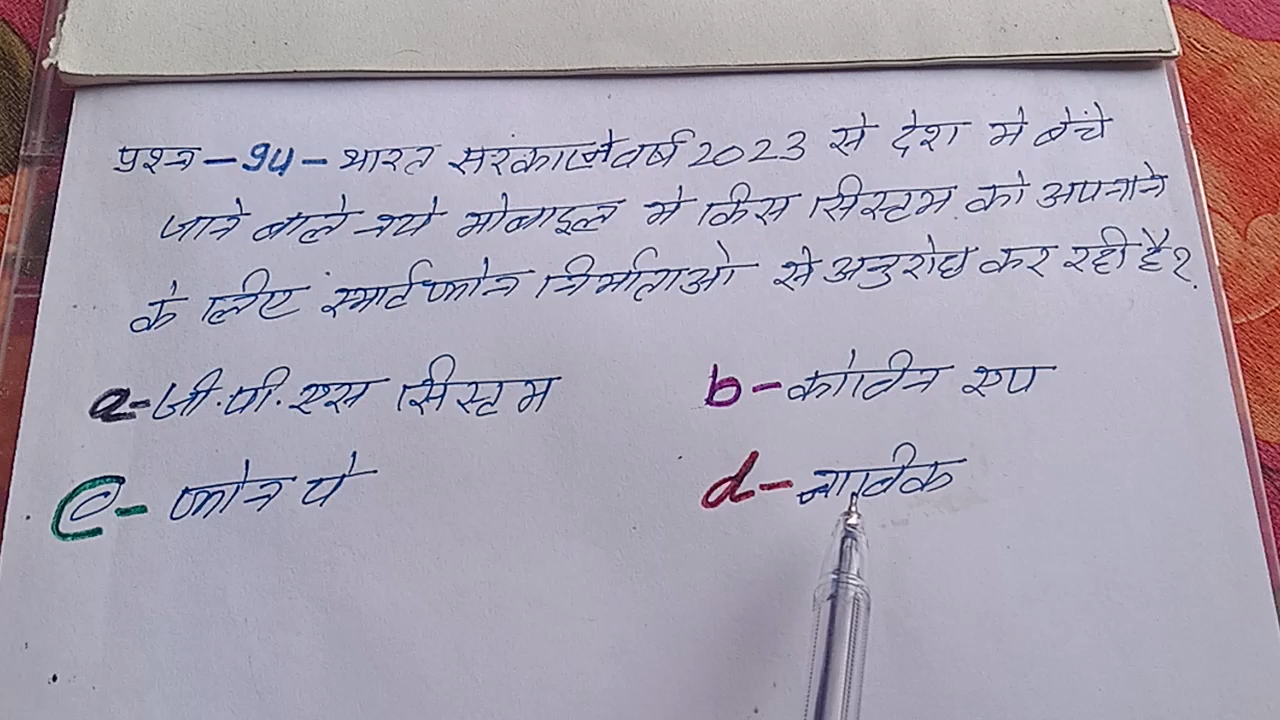 प्रश्न-94-भारत सरकार ने वर्ष 2023 से देश मे बेचे
जाने बाले नये मोबाइल मे किस सिस्टम को अपनाने
के लिए स्मार्टफोन निर्माताओ से अनुरोध कर रही है?
a-जी.पी.एस सिस्टम
b-कोविन एप
c-फोन पे
d-नाविक